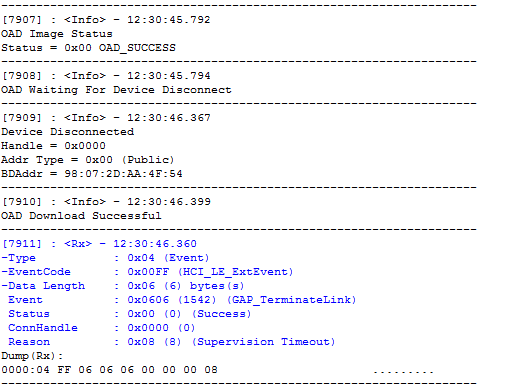 [7907] : <Info> - 12:30:45.792
OAD Image Status
Status = 0x00 OAD_SUCCESS
[7908] : <Info> - 12:30:45.794
OAD Waiting For Device Disconnect
[7909] : <Info> - 12:30:46.367
Device Disconnected
Handle = 0x0000
Addr Type = 0x00 (Public)
BDAddr = 98:07:2D:AA:4F:54
[7910] : <Info> - 12:30:46.399
OAD Download Successful
[7911] : <Rx> - 12:30:46.360
-Type : 0x04 (Event)
-EventCode : 0x00FF (HCI_LE_ExtEvent)
-Data Length : 0x06 (6) bytes(s)
Event : 0x0606 (1542) (GAP_TerminateLink)
Status : 0x00 (0) (Success)
ConnHandle : 0x0000 (0)
Reason : 0x08 (8) (Supervision Timeout)
Dump(Rx):
0000:04 FF 06 06 06 00 00 00 08 .........